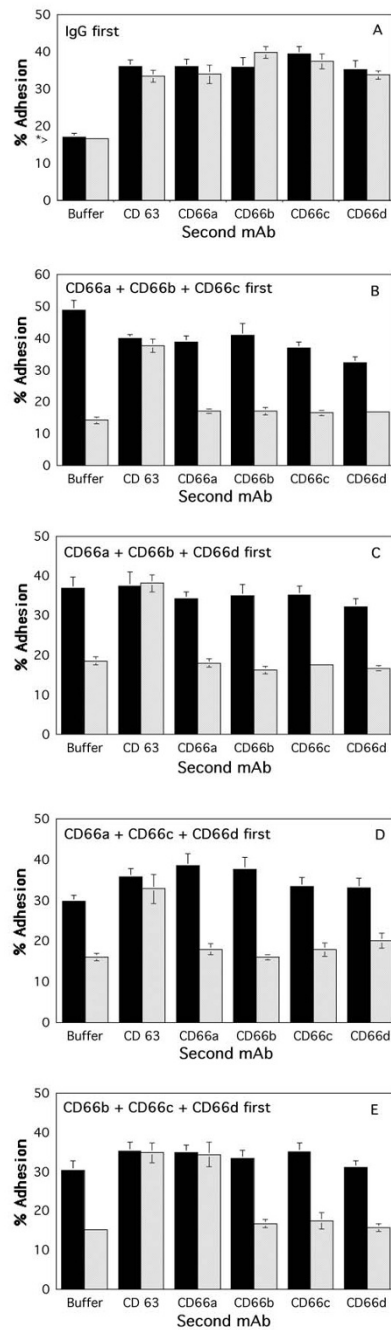 IgG first
A
% Adhesion
50
40
30
20
10
0
Buffer CD 63 CD66a CD66b CD66c CD66d
Second mAb
CD66a + CD66b + CD66c first
B
% Adhesion
60
50
40
30
20
10
0
Buffer CD 63 CD66a CD66b CD66c CD66d
Second mAb
CD66a + CD66b + CD66d first
C
% Adhesion
50
40
30
20
10
0
Buffer CD 63 CD66a CD66b CD66c CD66d
Second mAb
CD66a + CD66c + CD66d first
D
% Adhesion
50
40
30
20
10
0
Buffer CD 63 CD66a CD66b CD66c CD66d
Second mAb
CD66b + CD66c + CD66d first
E
% Adhesion
50
40
30
20
10
0
Buffer CD 63 CD66a CD66b CD66c CD66d
Second mAb